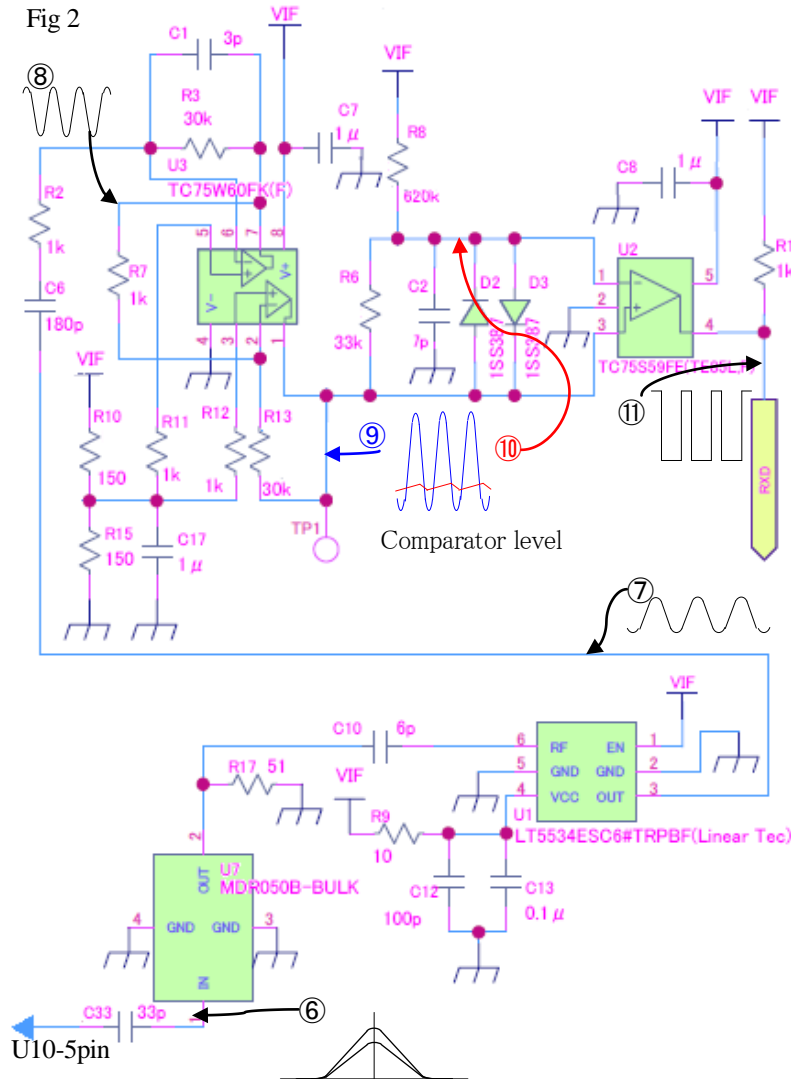 Fig 2
VIF
C1
3p
⑧
R3
30k
U3
TC75W60FK(F)
C7
1μ
VIF
R8
620k
VIF
VIF
C8
1μ
R2
1k
C6
180p
R7
1k
5
6
7
8
V-
V+
4
3
2
1
R6
33k
C2
7p
D2
1SS387
D3
1SS387
U2
1
2
3
5
4
TC75S59FF(TE85L,F)
R1
1k
⑪
RXD
VIF
R10
150
R11
1k
R12
1k
R13
30k
R15
150
C17
1μ
TP1
⑨
⑩
Comparator level
⑦
VIF
C10
6p
6
RF
EN
1
5
GND
GND
2
4
VCC
OUT
3
U1
LT5534ESC6#TRPBF(Linear Tec)
R17
51
VIF
R9
10
C12
100p
C13
0.1μ
2
OUT
U7
MDR050B-BULK
4
GND
GND
3
IN
1
C33
33p
⑥
U10-5pin